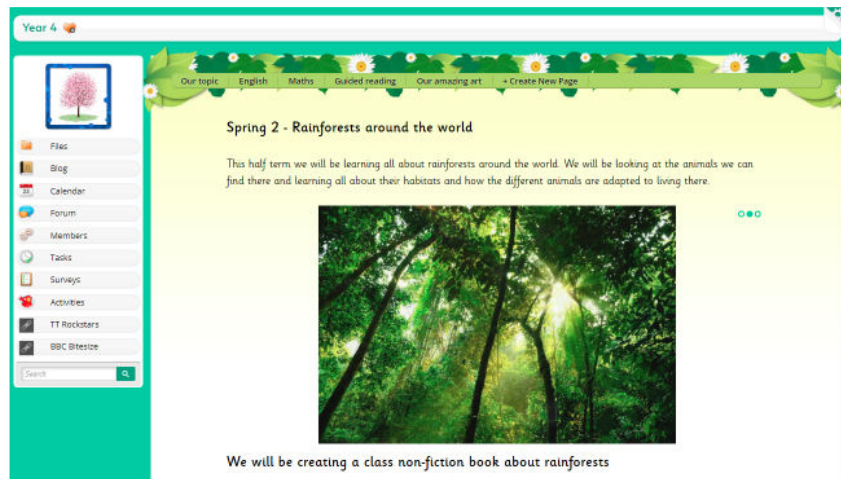 Year 4
Our topic English Maths Guided reading Our amazing art + Create New Page
Files
Blog
Calendar
Forum
Members
Tasks
Surveys
Activities
TT Rockstars
BBC Bitesize
Search
Spring 2 - Rainforests around the world
This half term we will be learning all about rainforests around the world. We will be looking at the animals we can
find there and learning all about their habitats and how the different animals are adapted to living there.
We will be creating a class non-fiction book about rainforests